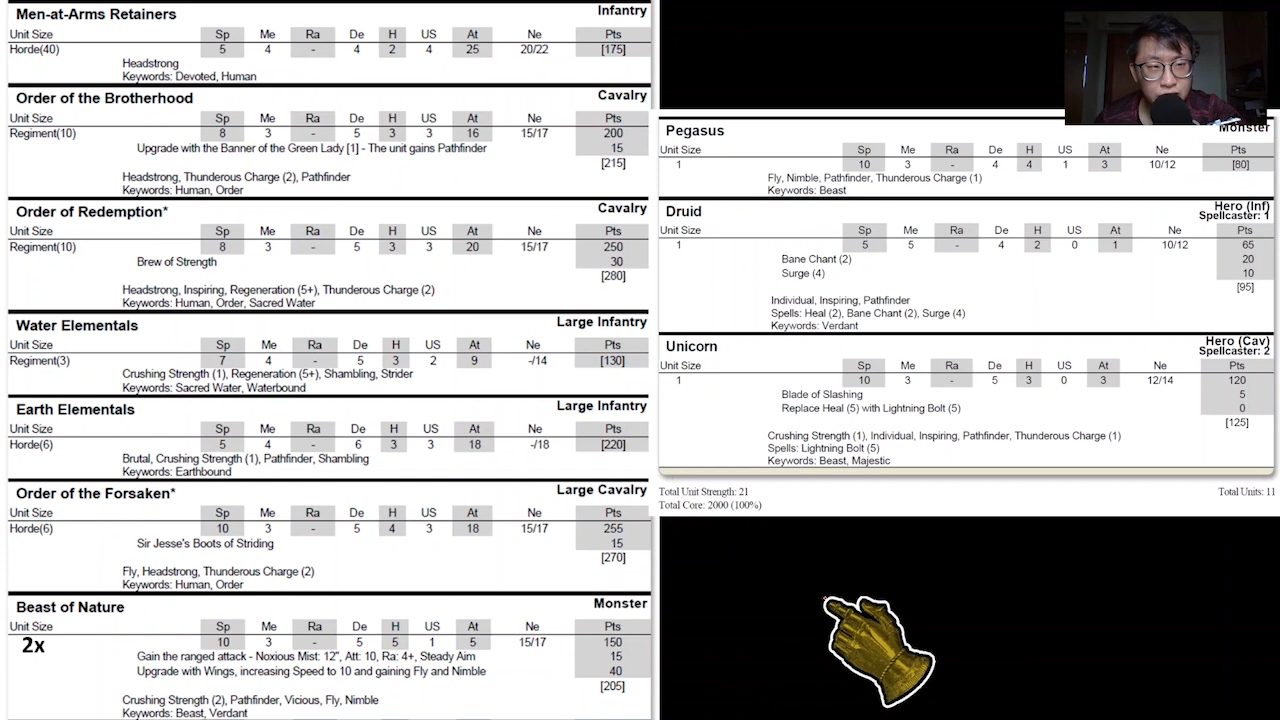 Men-at-Arms Retainers Infantry
Unit Size Sp Me Ra De H US At Ne Pts
Horde(40) 5 4 - 4 2 4 25 20/22 [175]
Headstrong
Keywords: Devoted, Human
Order of the Brotherhood Cavalry
Unit Size Sp Me Ra De H US At Ne Pts
Regiment(10) 8 3 - 5 3 3 16 15/17 200
Upgrade with the Banner of the Green Lady [1] - The unit gains Pathfinder 15
[215]
Headstrong, Thunderous Charge (2), Pathfinder
Keywords: Human, Order
Order of Redemption* Cavalry
Unit Size Sp Me Ra De H US At Ne Pts
Regiment(10) 8 3 - 5 3 3 20 15/17 250
Brew of Strength 30
[280]
Headstrong, Inspiring, Regeneration (5+), Thunderous Charge (2)
Keywords: Human, Order, Sacred Water
Water Elementals Large Infantry
Unit Size Sp Me Ra De H US At Ne Pts
Regiment(3) 7 4 - 5 3 2 9 -/14 [130]
Crushing Strength (1), Regeneration (5+), Shambling, Strider
Keywords: Sacred Water, Waterbound
Earth Elementals Large Infantry
Unit Size Sp Me Ra De H US At Ne Pts
Horde(6) 5 4 - 6 3 3 18 -/18 [220]
Brutal, Crushing Strength (1), Pathfinder, Shambling
Keywords: Earthbound
Order of the Forsaken* Large Cavalry
Unit Size Sp Me Ra De H US At Ne Pts
Horde(6) 10 3 - 5 4 3 18 15/17 255
Sir Jesse's Boots of Striding 15
[270]
Fly, Headstrong, Thunderous Charge (2)
Keywords: Human, Order
Beast of Nature Monster
Unit Size Sp Me Ra De H US At Ne Pts
2x 10 3 - 5 5 1 5 15/17 150
Gain the ranged attack - Noxious Mist: 12", Att: 10, Ra: 4+, Steady Aim 15
Upgrade with Wings, increasing Speed to 10 and gaining Fly and Nimble 40
[205]
Crushing Strength (2), Pathfinder, Vicious, Fly, Nimble
Keywords: Beast, Verdant
Pegasus Monster
Unit Size Sp Me Ra De H US At Ne Pts
1 10 3 - 4 4 1 3 10/12 [80]
Fly, Nimble, Pathfinder, Thunderous Charge (1)
Keywords: Beast
Druid Hero (Inf)
Spellcaster: 1
Unit Size Sp Me Ra De H US At Ne Pts
1 5 5 - 4 2 0 1 10/12 65
Bane Chant (2) 20
Surge (4) 10
[95]
Individual, Inspiring, Pathfinder
Spells: Heal (2), Bane Chant (2), Surge (4)
Keywords: Verdant
Unicorn Hero (Cav)
Spellcaster: 2
Unit Size Sp Me Ra De H US At Ne Pts
1 10 3 - 5 3 0 3 12/14 120
Blade of Slashing 5
Replace Heal (5) with Lightning Bolt (5) 0
[125]
Crushing Strength (1), Individual, Inspiring, Pathfinder, Thunderous Charge (1)
Spells: Lightning Bolt (5)
Keywords: Beast, Majestic
Total Unit Strength: 21 Total Units: 11
Total Core: 2000 (100%)